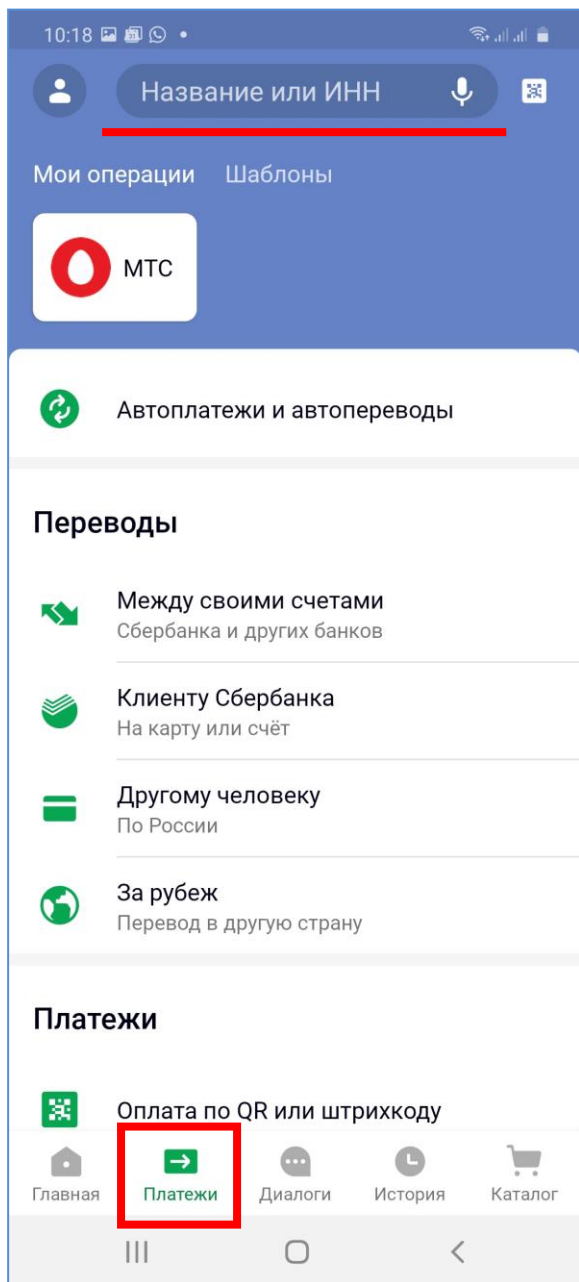 10:18
Название или ИНН
Мои операции Шаблоны
МТС
Автоплатежи и автопереводы
Переводы
Между своими счетами
Сбербанка и других банков
Клиенту Сбербанка
На карту или счёт
Другому человеку
По России
За рубеж
Перевод в другую страну
Платежи
Оплата по QR или штрихкоду
Главная Платежи Диалоги История Каталог